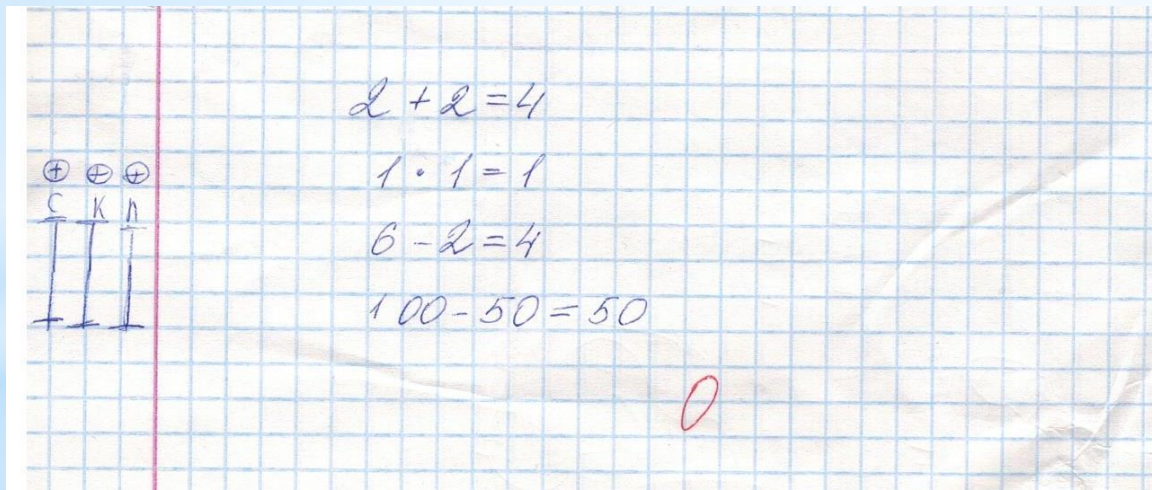 2 + 2 = 4
1 · 1 = 1
6 - 2 = 4
100 - 50 = 50
⊕ ⊕ ⊕
С К П
0